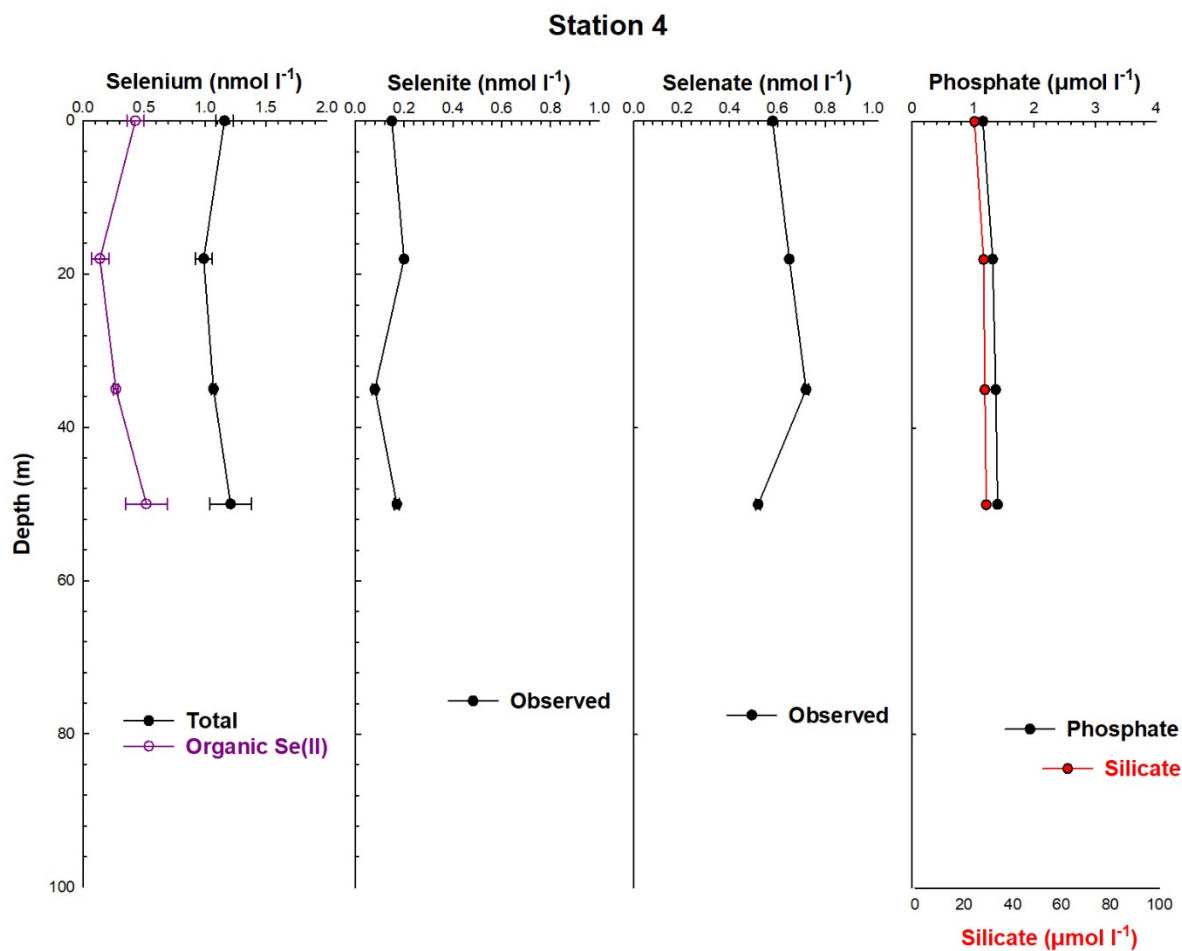 Station 4
Selenium (nmol l⁻¹)
0.0 0.5 1.0 1.5 2.0
Selenite (nmol l⁻¹)
0.0 0.2 0.4 0.6 0.8 1.0
Selenate (nmol l⁻¹)
0.0 0.2 0.4 0.6 0.8 1.0
Phosphate (µmol l⁻¹)
0 1 2 3 4
Depth (m)
0
20
40
60
80
100
Total
Organic Se(II)
Observed
Observed
Phosphate
Silicate
0 20 40 60 80 100
Silicate (µmol l⁻¹)